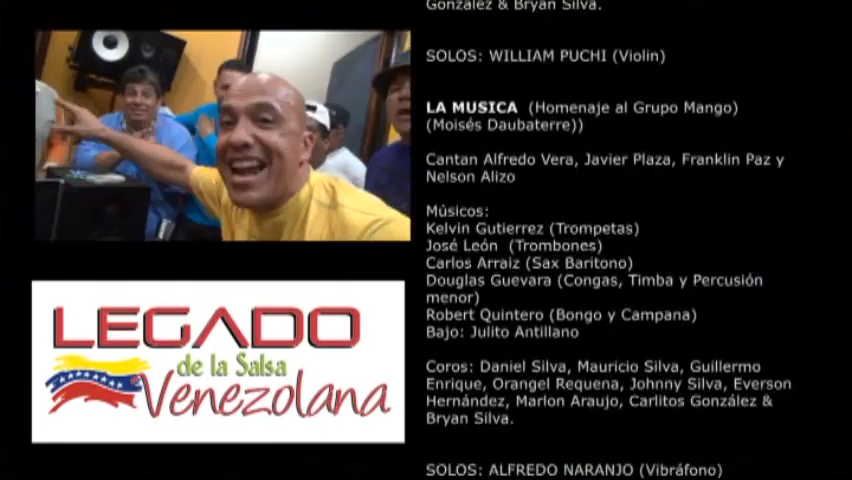 González & Bryan Silva.
SOLOS: WILLIAM PUCHI (Violin)
LA MUSICA (Homenaje al Grupo Mango)
(Moisés Daubaterre))
Cantan Alfredo Vera, Javier Plaza, Franklin Paz y
Nelson Alizo
Músicos:
Kelvin Gutierrez (Trompetas)
José León (Trombones)
Carlos Arraiz (Sax Baritono)
Douglas Guevara (Congas, Timba y Percusión
menor)
Robert Quintero (Bongo y Campana)
Bajo: Julito Antillano
Coros: Daniel Silva, Mauricio Silva, Guillermo
Enrique, Orangel Requena, Johnny Silva, Everson
Hernández, Marlon Araujo, Carlitos González &
Bryan Silva.
SOLOS: ALFREDO NARANJO (Vibráfono)
LEGADO
de la Salsa
Venezolana